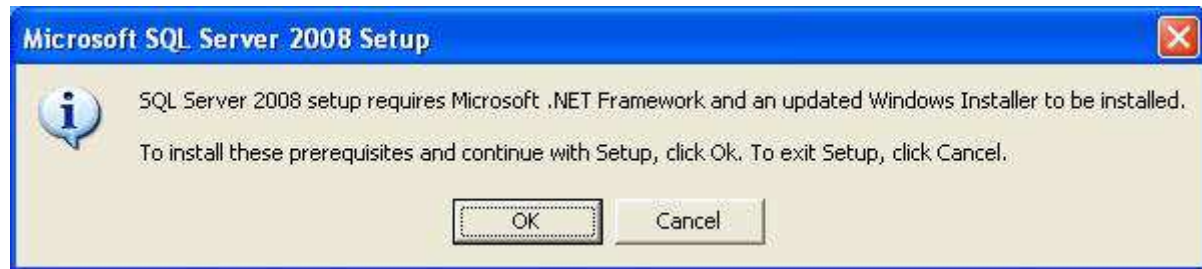 Microsoft SQL Server 2008 Setup
SQL Server 2008 setup requires Microsoft .NET Framework and an updated Windows Installer to be installed.
To install these prerequisites and continue with Setup, click Ok. To exit Setup, click Cancel.
OK
Cancel